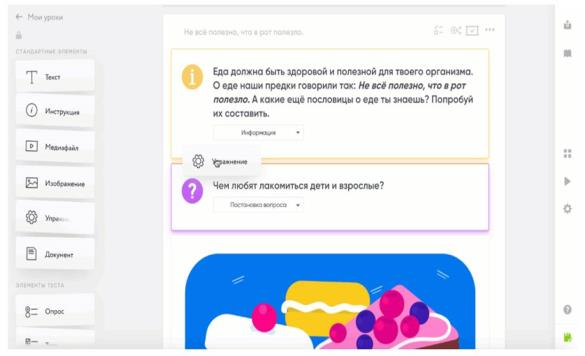 ← Мои уроки
СТАНДАРТНЫЕ ЭЛЕМЕНТЫ
Текст
Инструкция
Медиафайл
Изображение
Документ
ЭЛЕМЕНТЫ ТЕСТА
Опрос
Не всё полезно, что в рот полезло.
Еда должна быть здоровой и полезной для твоего организма.
О еде наши предки говорили так: Не всё полезно, что в рот
полезло. А какие ещё пословицы о еде ты знаешь? Попробуй
их составить.
Информация
Упражнение
Чем любят лакомиться дети и взрослые?
Постановка вопроса